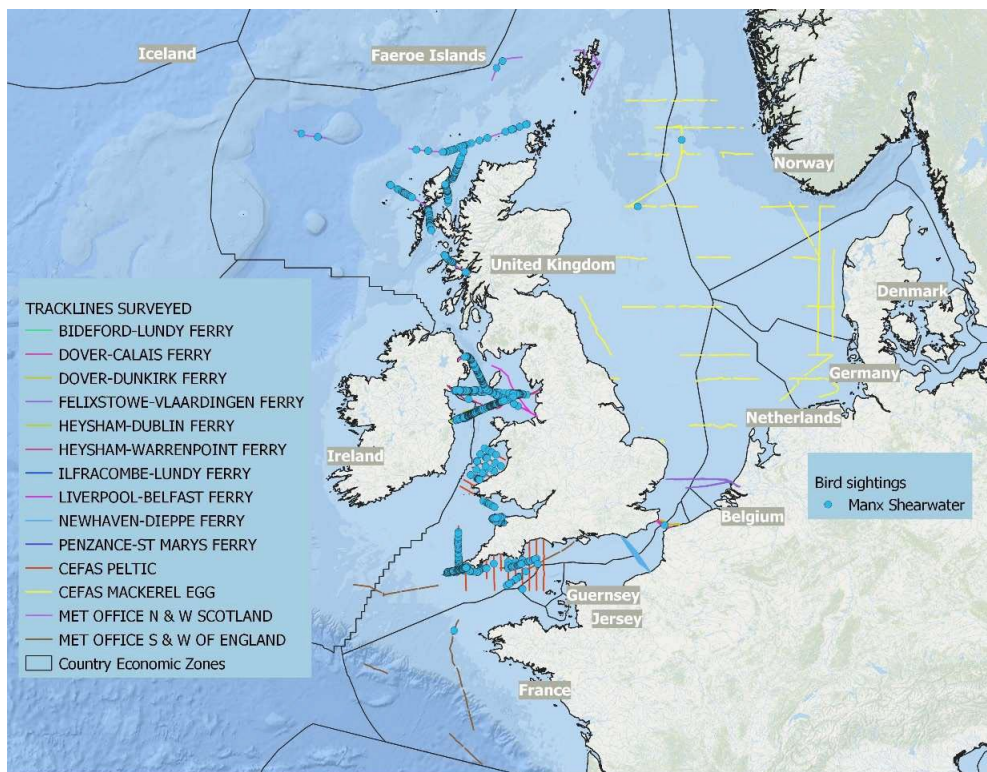 Iceland
Faeroe Islands
Norway
United Kingdom
Denmark
TRACKLINES SURVEYED
BIDEFORD-LUNDY FERRY
DOVER-CALAIS FERRY
DOVER-DUNKIRK FERRY
FELIXSTOWE-VLAARDINGEN FERRY
HEYSHAM-DUBLIN FERRY
HEYSHAM-WARRENPOINT FERRY
ILFRACOMBE-LUNDY FERRY
LIVERPOOL-BELFAST FERRY
NEWHAVEN-DIEPPE FERRY
PENZANCE-ST MARYS FERRY
CEFAS PELTIC
CEFAS MACKEREL EGG
MET OFFICE N & W SCOTLAND
MET OFFICE S & W OF ENGLAND
Country Economic Zones
Germany
Netherlands
Ireland
Bird sightings
Manx Shearwater
Belgium
Guernsey
Jersey
France